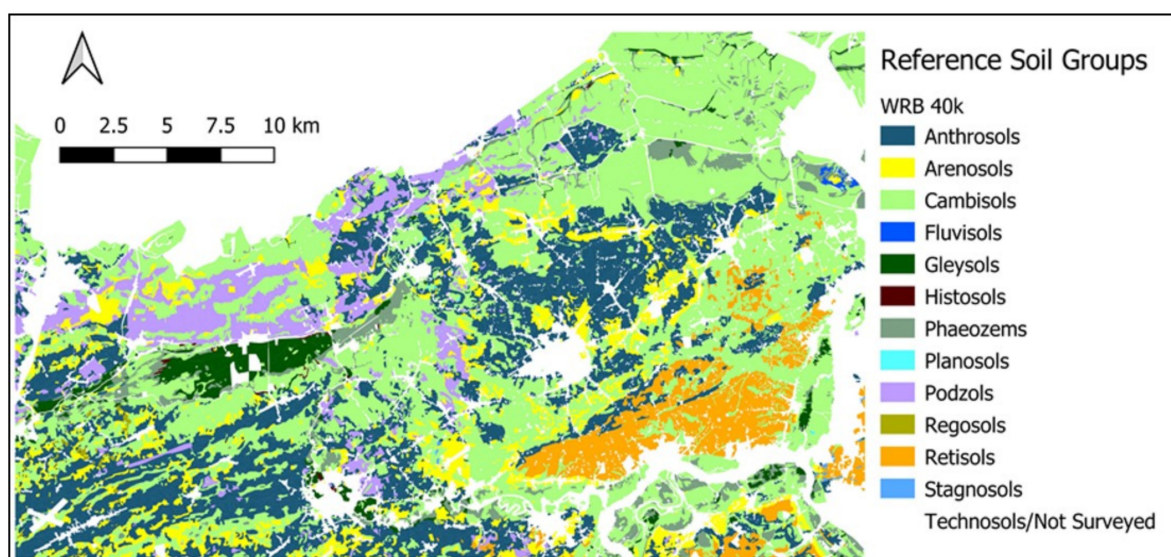 Reference Soil Groups
0 2.5 5 7.5 10 km
WRB 40k
Anthrosols
Arenosols
Cambisols
Fluvisols
Gleysols
Histosols
Phaeozems
Planosols
Podzols
Regosols
Retisols
Stagnosols
Technosols/Not Surveyed